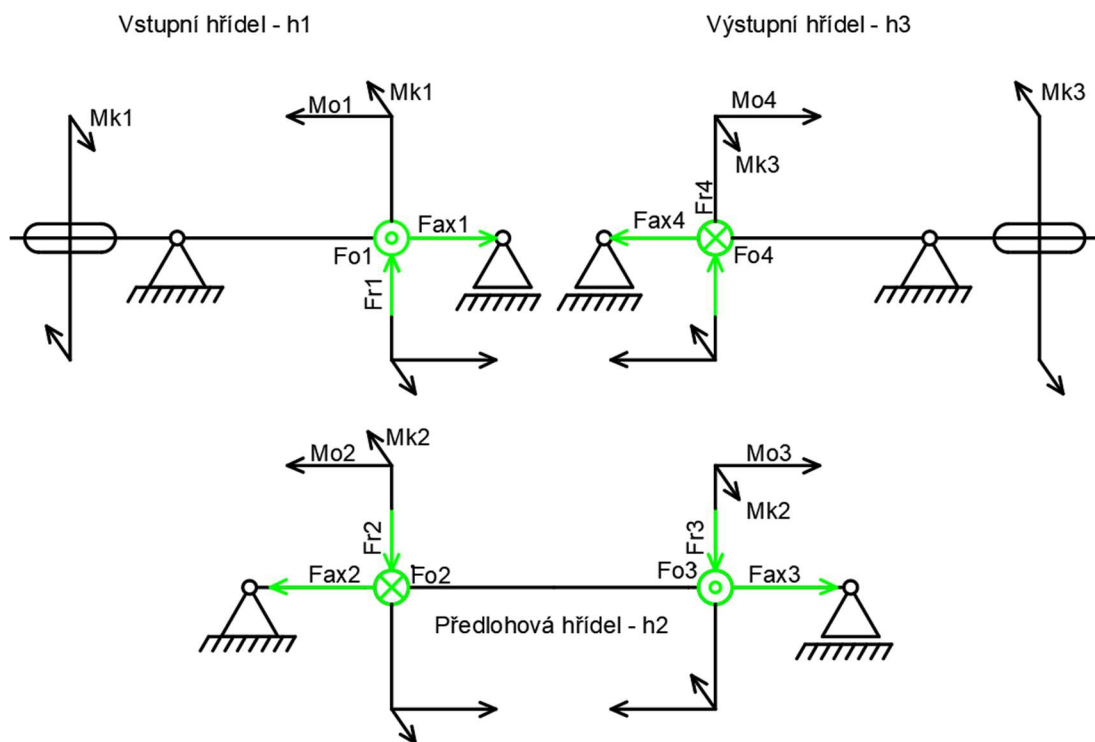 Vstupní hřídel - h1
Výstupní hřídel - h3
Mk1
Mo1
Mk1
Fax1
Fo1
Fr1
Mo4
Mk3
Mk3
Fr4
Fax4
Fo4
Mk2
Mo2
Fr2
Fax2
Fo2
Mo3
Mk2
Fr3
Fo3
Fax3
Předlohová hřídel - h2